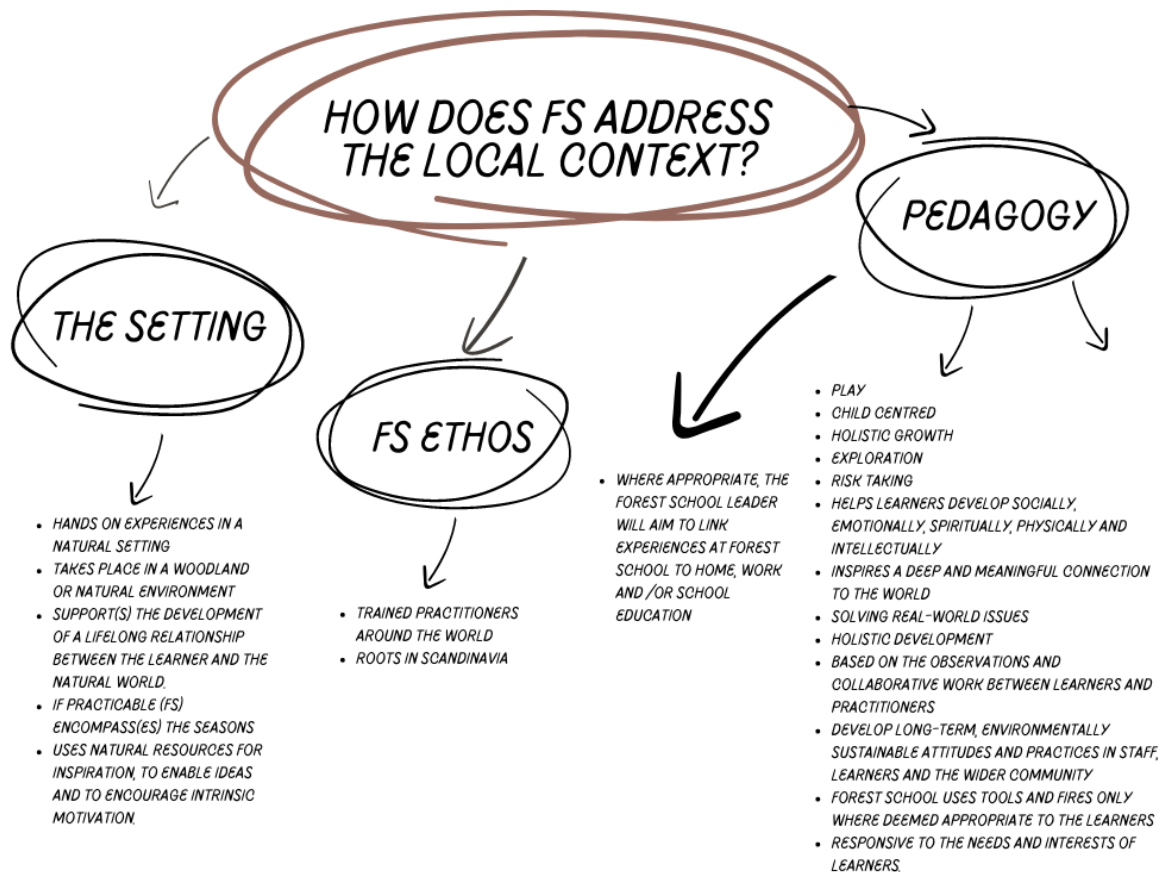 HOW DOES FS ADDRESS
THE LOCAL CONTEXT?
THE SETTING
• HANDS ON EXPERIENCES IN A
NATURAL SETTING
• TAKES PLACE IN A WOODLAND
OR NATURAL ENVIRONMENT
• SUPPORT(S) THE DEVELOPMENT
OF A LIFELONG RELATIONSHIP
BETWEEN THE LEARNER AND THE
NATURAL WORLD.
• IF PRACTICABLE (FS)
ENCOMPASS(ES) THE SEASONS
• USES NATURAL RESOURCES FOR
INSPIRATION, TO ENABLE IDEAS
AND TO ENCOURAGE INTRINSIC
MOTIVATION.
FS ETHOS
• TRAINED PRACTITIONERS
AROUND THE WORLD
• ROOTS IN SCANDINAVIA
PEDAGOGY
• WHERE APPROPRIATE, THE
FOREST SCHOOL LEADER
WILL AIM TO LINK
EXPERIENCES AT FOREST
SCHOOL TO HOME, WORK
AND /OR SCHOOL
EDUCATION
• PLAY
• CHILD CENTRED
• HOLISTIC GROWTH
• EXPLORATION
• RISK TAKING
• HELPS LEARNERS DEVELOP SOCIALLY,
EMOTIONALLY, SPIRITUALLY, PHYSICALLY AND
INTELLECTUALLY
• INSPIRES A DEEP AND MEANINGFUL CONNECTION
TO THE WORLD
• SOLVING REAL-WORLD ISSUES
• HOLISTIC DEVELOPMENT
• BASED ON THE OBSERVATIONS AND
COLLABORATIVE WORK BETWEEN LEARNERS AND
PRACTITIONERS
• DEVELOP LONG-TERM, ENVIRONMENTALLY
SUSTAINABLE ATTITUDES AND PRACTICES IN STAFF,
LEARNERS AND THE WIDER COMMUNITY
• FOREST SCHOOL USES TOOLS AND FIRES ONLY
WHERE DEEMED APPROPRIATE TO THE LEARNERS
• RESPONSIVE TO THE NEEDS AND INTERESTS OF
LEARNERS.